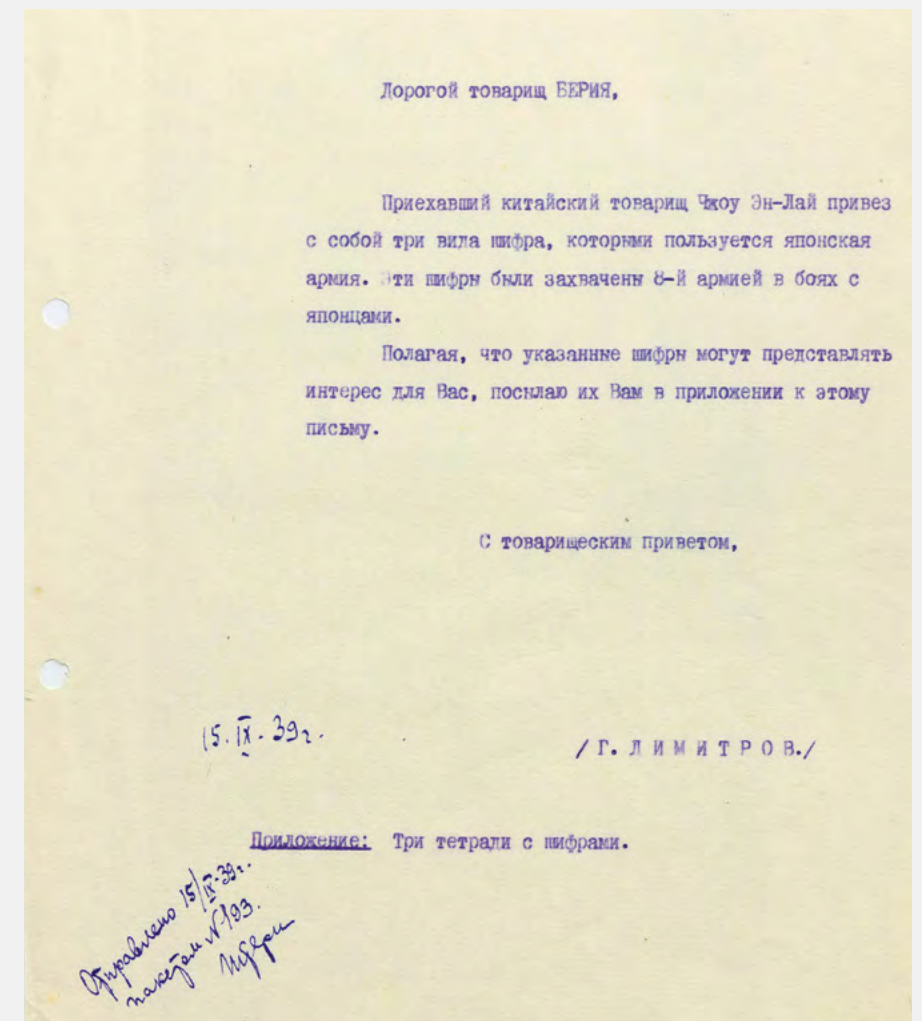 Дорогой товарищ БЕРИЯ,
Приехавший китайский товарищ Чжоу Эн-Лай привез
с собой три вида шифра, которыми пользуется японская
армия. Эти шифры были захвачены 8-й армией в боях с
японцами.
Полагая, что указанные шифры могут представлять
интерес для Вас, посылаю их Вам в приложении к этому
письму.
С товарищеским приветом,
15.IX.39г.
/Г. Д И М И Т Р О В./
Приложение: Три тетради с шифрами.
Отправлено 15/IX-39г.
пакетом №193.